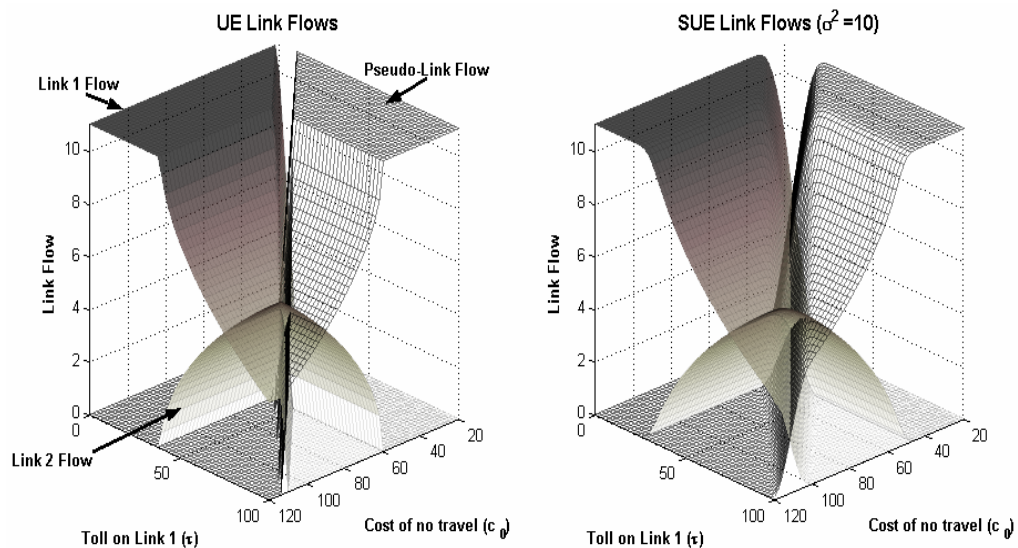 UE Link Flows
Link 1 Flow
Pseudo-Link Flow
10
8
6
4
2
0
Link Flow
Link 2 Flow
0
50
100
Toll on Link 1 (τ)
120
100
80
60
40
20
Cost of no travel (c₀)
SUE Link Flows (σ² =10)
10
8
6
4
2
0
Link Flow
0
50
100
Toll on Link 1 (τ)
120
100
80
60
40
20
Cost of no travel (c₀)